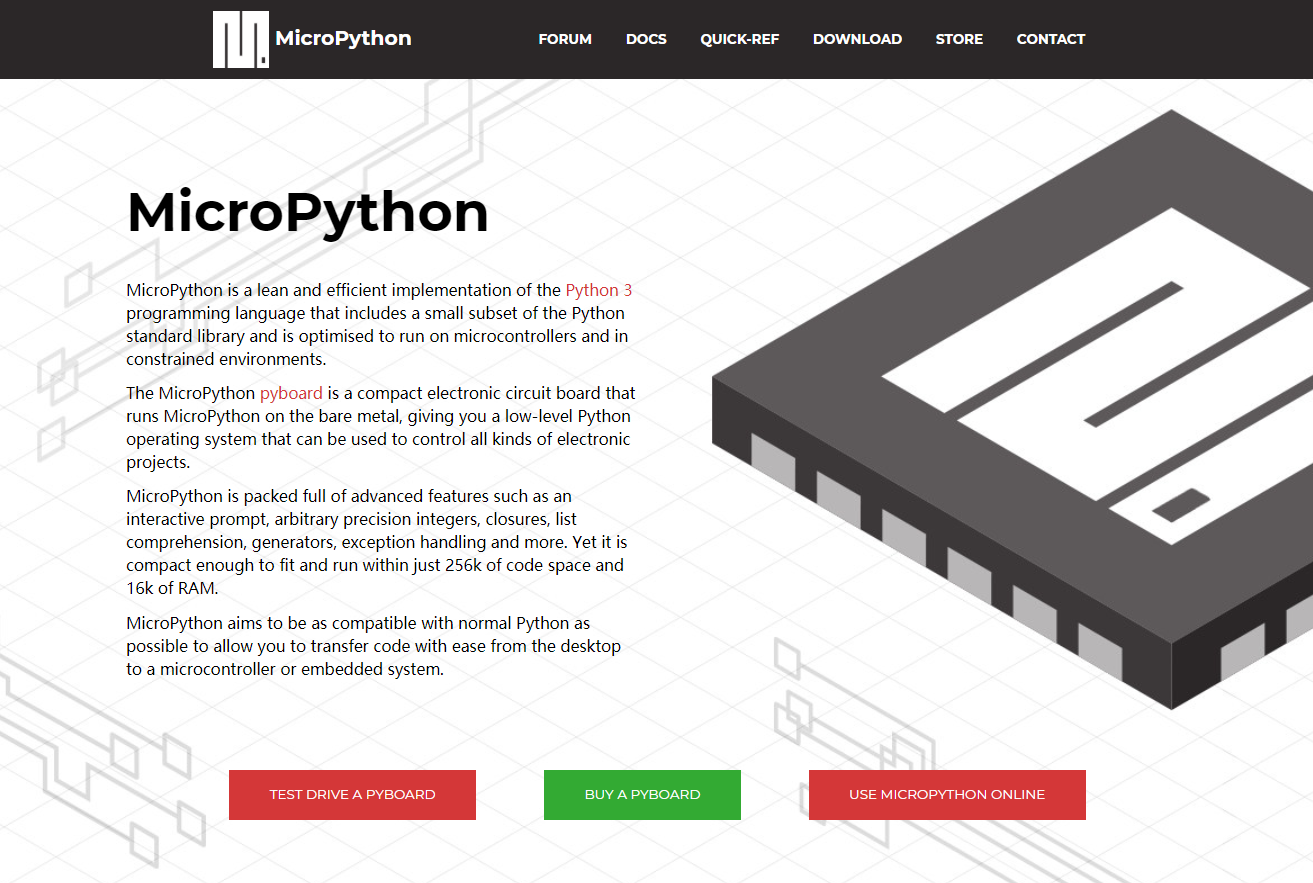 MicroPython
FORUM
DOCS
QUICK-REF
DOWNLOAD
STORE
CONTACT
MicroPython
MicroPython is a lean and efficient implementation of the Python 3
programming language that includes a small subset of the Python
standard library and is optimised to run on microcontrollers and in
constrained environments.
The MicroPython pyboard is a compact electronic circuit board that
runs MicroPython on the bare metal, giving you a low-level Python
operating system that can be used to control all kinds of electronic
projects.
MicroPython is packed full of advanced features such as an
interactive prompt, arbitrary precision integers, closures, list
comprehension, generators, exception handling and more. Yet it is
compact enough to fit and run within just 256k of code space and
16k of RAM.
MicroPython aims to be as compatible with normal Python as
possible to allow you to transfer code with ease from the desktop
to a microcontroller or embedded system.
TEST DRIVE A PYBOARD
BUY A PYBOARD
USE MICROPYTHON ONLINE